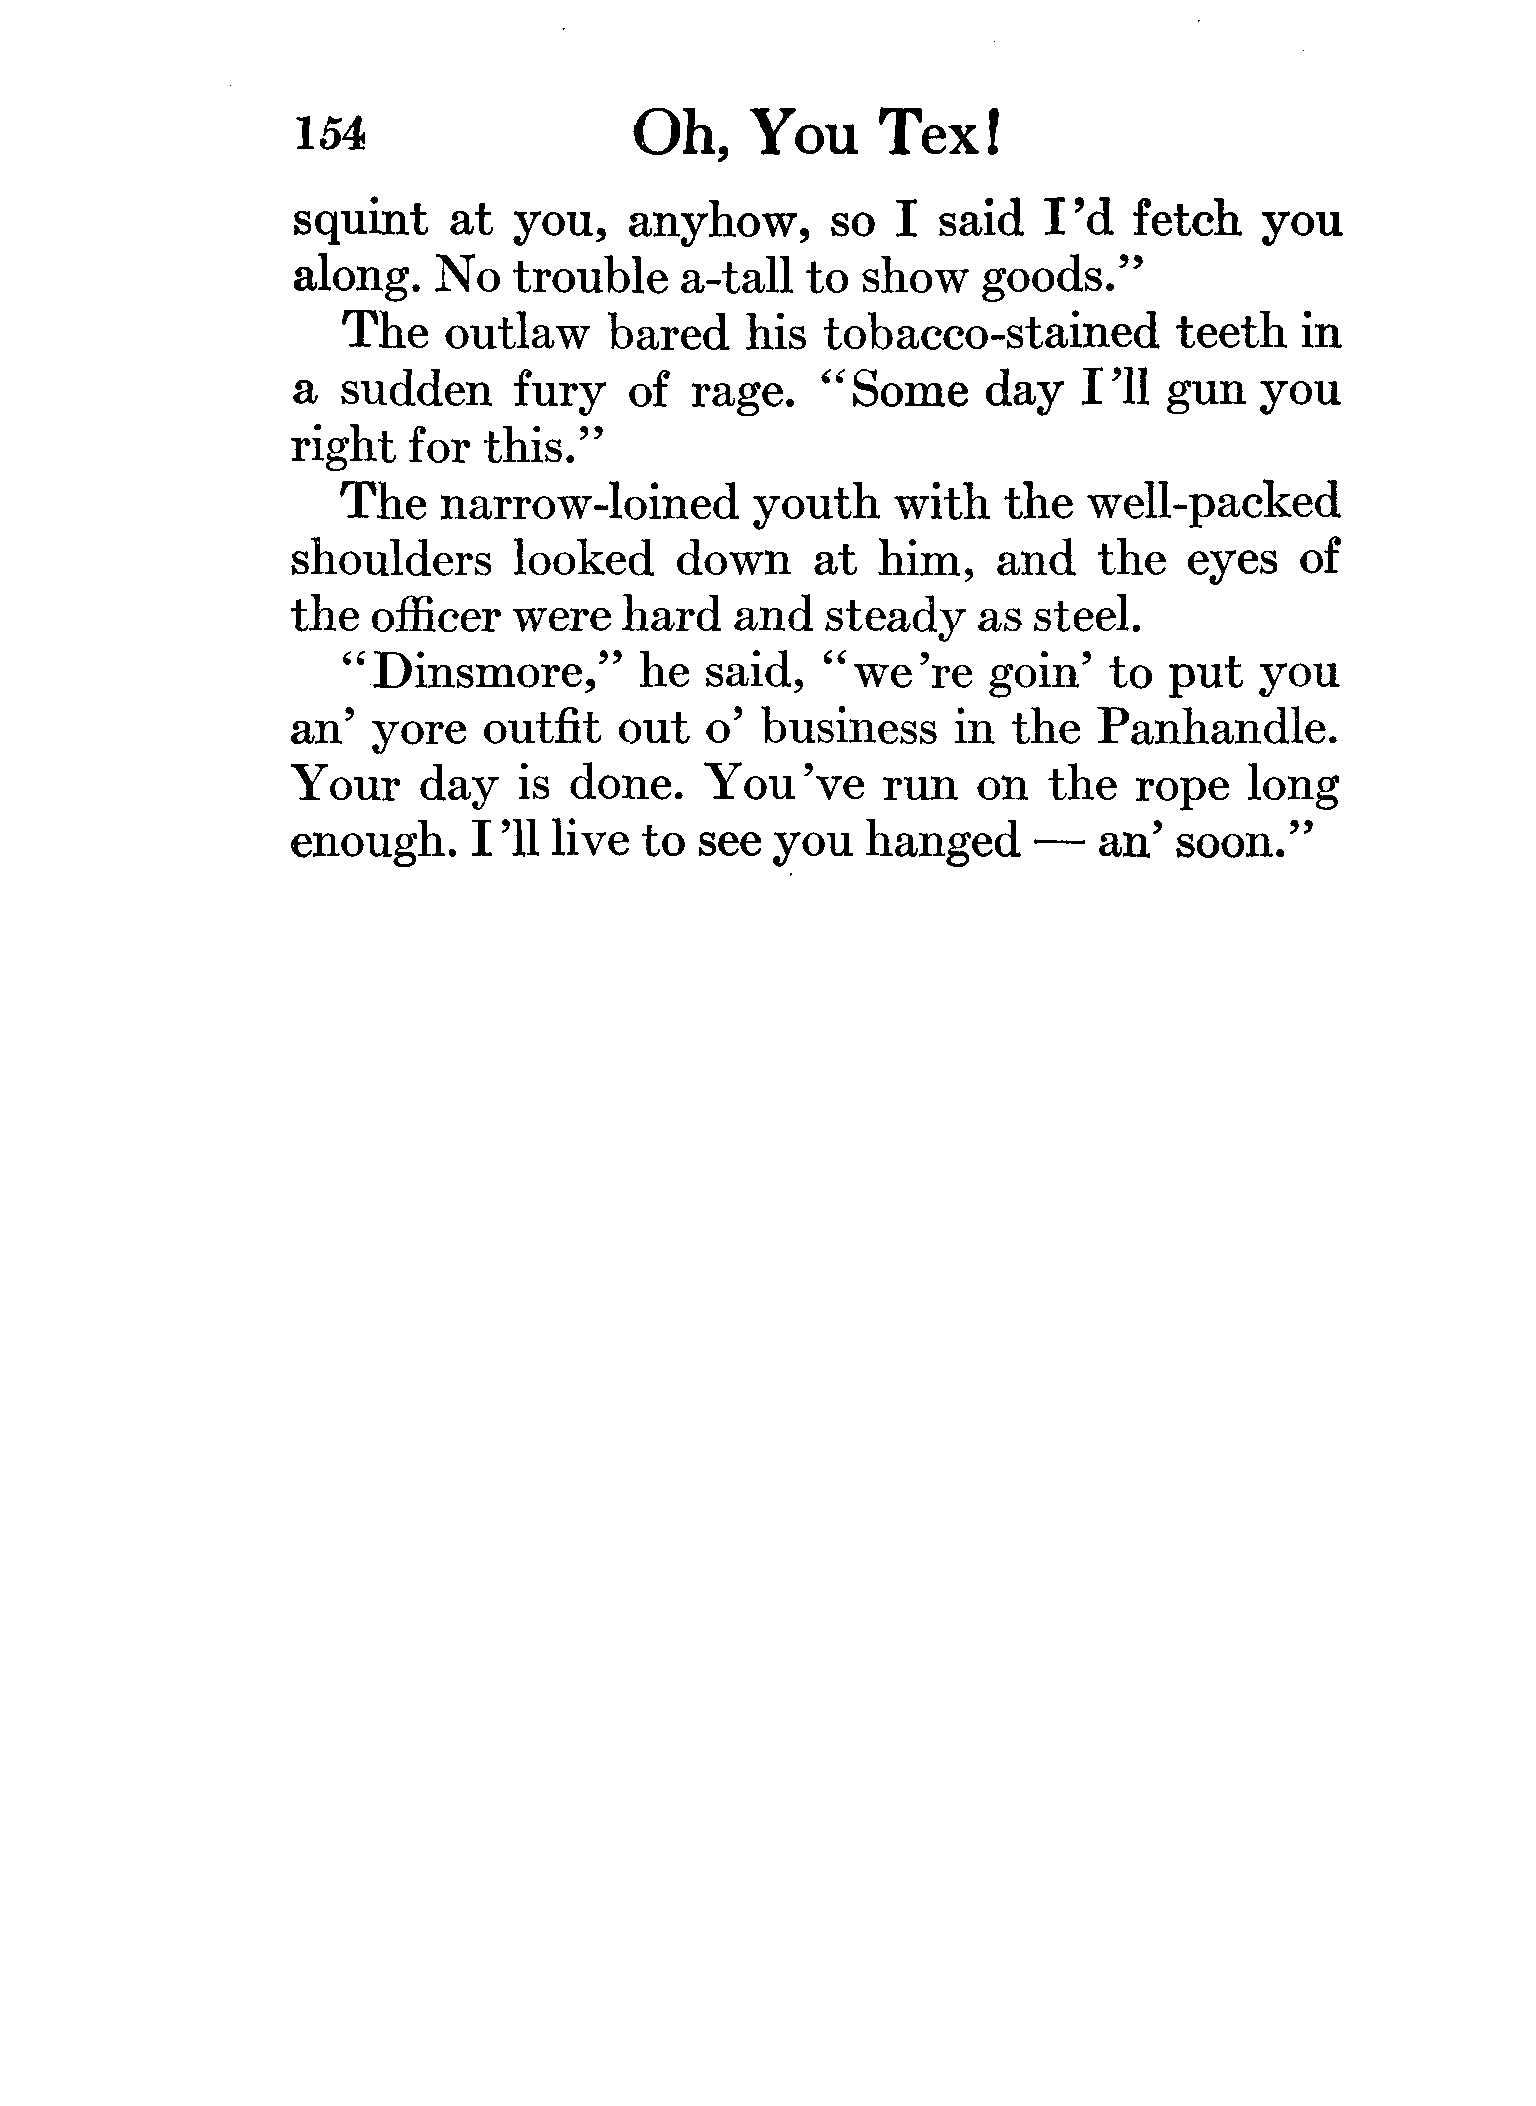 154 Oh, You Tex!
squint at you, anyhow, so I said I'd fetch you
along. No trouble a-tall to show goods."
The outlaw bared his tobacco-stained teeth in
a sudden fury of rage. "Some day I'll gun you
right for this."
The narrow-loined youth with the well-packed
shoulders looked down at him, and the eyes of
the officer were hard and steady as steel.
"Dinsmore," he said, "we're goin' to put you
an' yore outfit out o' business in the Panhandle.
Your day is done. You've run on the rope long
enough. I'll live to see you hanged — an' soon."